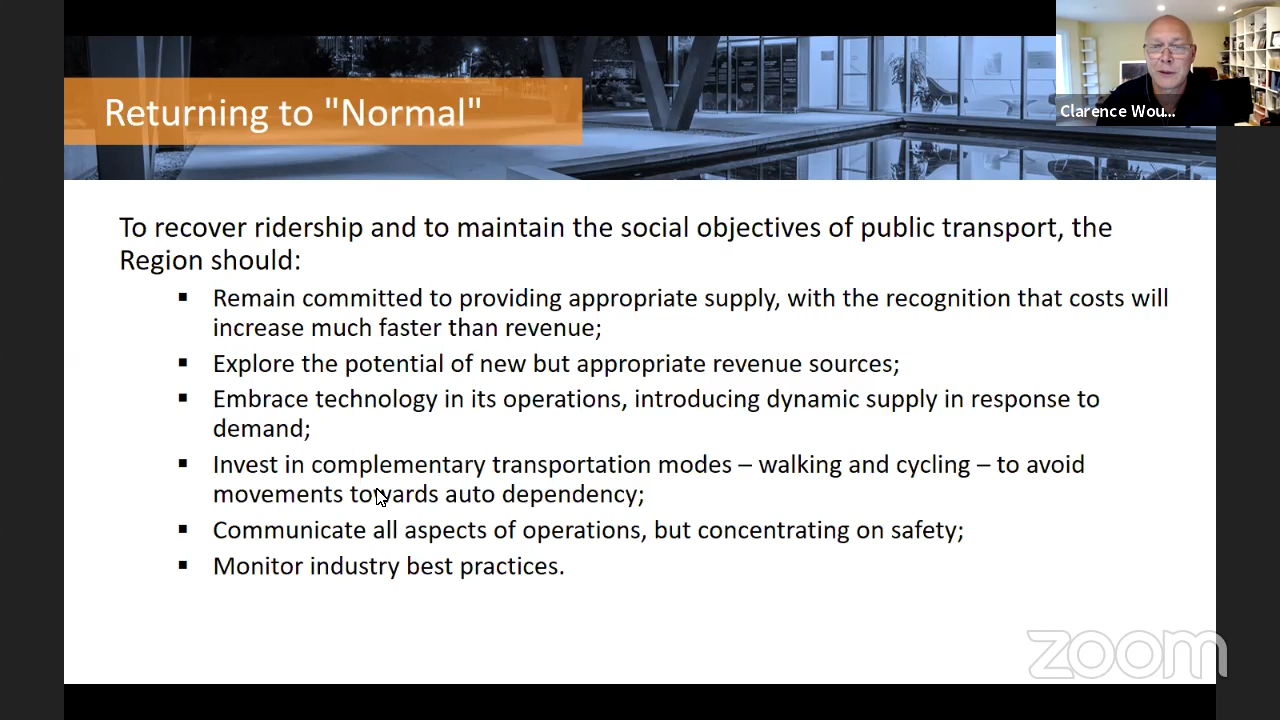 Returning to "Normal"
Clarence Wou...
To recover ridership and to maintain the social objectives of public transport, the
Region should:
▪ Remain committed to providing appropriate supply, with the recognition that costs will
increase much faster than revenue;
▪ Explore the potential of new but appropriate revenue sources;
▪ Embrace technology in its operations, introducing dynamic supply in response to
demand;
▪ Invest in complementary transportation modes – walking and cycling – to avoid
movements towards auto dependency;
▪ Communicate all aspects of operations, but concentrating on safety;
▪ Monitor industry best practices.
zoom